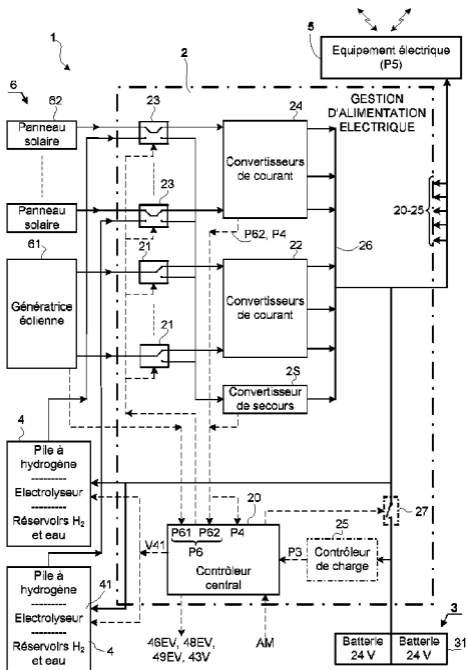 1
2
5
Equipement électrique
(P5)
6
62
Panneau
solaire
23
24
GESTION
D'ALIMENTATION
ELECTRIQUE
Convertisseurs
de courant
23
Panneau
solaire
20-25
61
P62, P4
26
21
22
Génératrice
éolienne
Convertisseurs
de courant
21
2S
Convertisseur
de secours
4
Pile à
hydrogène
Electrolyseur
Réservoirs H2
et eau
20
27
P61 P62 P4
P6
V41
25
P3
Contrôleur
de charge
Contrôleur
central
Pile à
hydrogène
41
Electrolyseur
Réservoirs H2
et eau
4
46EV, 48EV,
49EV, 43V
AM
3
Batterie
24 V
Batterie
24 V
31